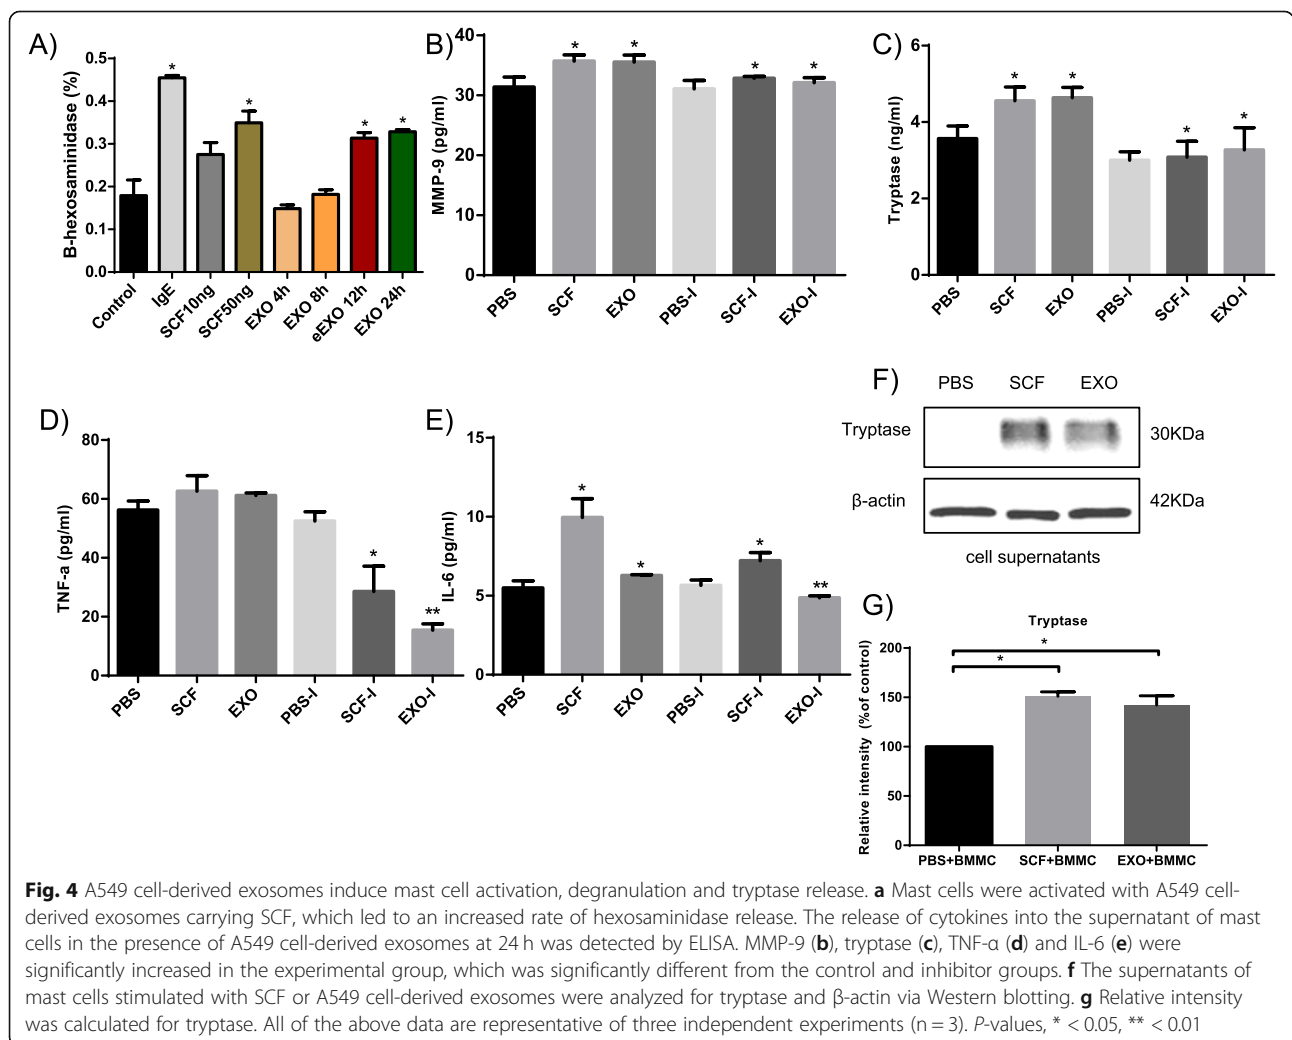 A)
0.5
0.4
0.3
0.2
0.1
0.0
B-hexosaminidase (%)
* * * *
Control
IgE
SCF10ng
SCF50ng
EXO 4h
EXO 8h
eEXO 12h
EXO 24h
B)
40
30
20
10
0
MMP-9 (pg/ml)
* * * *
PBS
SCF
EXO
PBS-I
SCF-I
EXO-I
C)
6
4
2
0
Tryptase (ng/ml)
* * * *
PBS
SCF
EXO
PBS-I
SCF-I
EXO-I
D)
80
60
40
20
0
TNF-a (pg/ml)
* **
PBS
SCF
EXO
PBS-I
SCF-I
EXO-I
E)
15
10
5
0
IL-6 (pg/ml)
* * * **
PBS
SCF
EXO
PBS-I
SCF-I
EXO-I
F)
PBS SCF EXO
Tryptase 30KDa
β-actin 42KDa
cell supernatants
G)
Tryptase
200
150
100
50
0
Relative intensity (%of control)
*
*
PBS+BMMC SCF+BMMC EXO+BMMC
Fig. 4 A549 cell-derived exosomes induce mast cell activation, degranulation and tryptase release. a Mast cells were activated with A549 cell-
derived exosomes carrying SCF, which led to an increased rate of hexosaminidase release. The release of cytokines into the supernatant of mast
cells in the presence of A549 cell-derived exosomes at 24 h was detected by ELISA. MMP-9 (b), tryptase (c), TNF-α (d) and IL-6 (e) were
significantly increased in the experimental group, which was significantly different from the control and inhibitor groups. f The supernatants of
mast cells stimulated with SCF or A549 cell-derived exosomes were analyzed for tryptase and β-actin via Western blotting. g Relative intensity
was calculated for tryptase. All of the above data are representative of three independent experiments (n = 3). P-values, * < 0.05, ** < 0.01